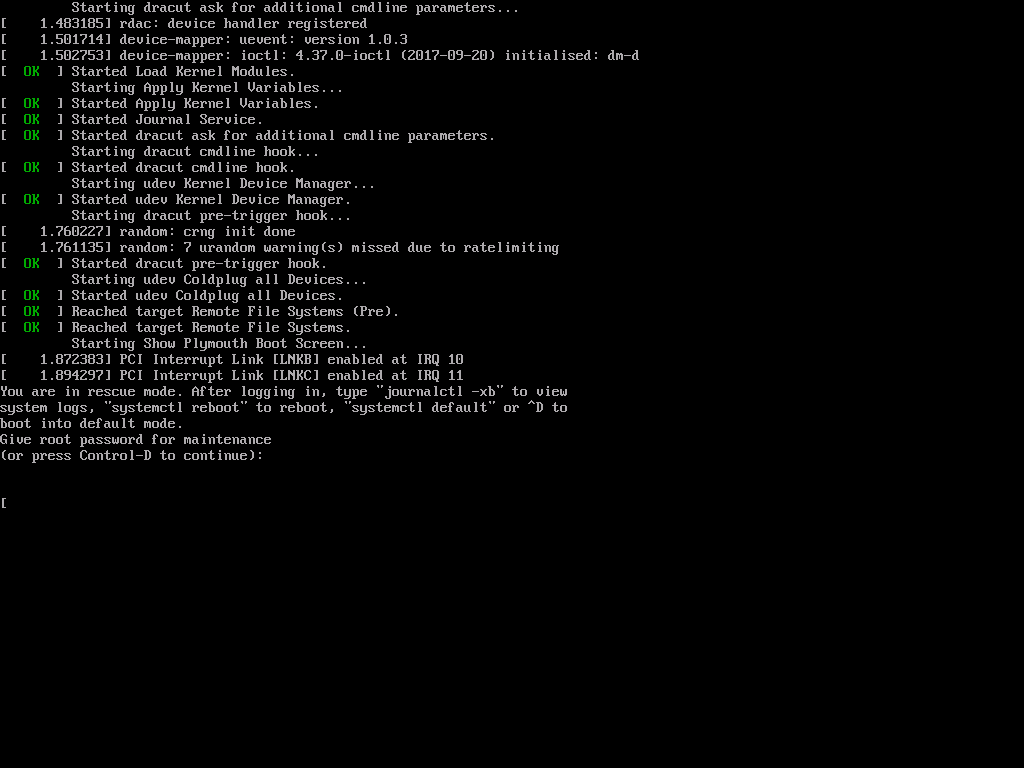 Starting dracut ask for additional cmdline parameters...
[    1.483185] rdac: device handler registered
[    1.501714] device-mapper: uevent: version 1.0.3
[    1.502753] device-mapper: ioctl: 4.37.0-ioctl (2017-09-20) initialised: dm-d
[  OK  ] Started Load Kernel Modules.
Starting Apply Kernel Variables...
[  OK  ] Started Apply Kernel Variables.
[  OK  ] Started Journal Service.
[  OK  ] Started dracut ask for additional cmdline parameters.
Starting dracut cmdline hook...
[  OK  ] Started dracut cmdline hook.
Starting udev Kernel Device Manager...
[  OK  ] Started udev Kernel Device Manager.
Starting dracut pre-trigger hook...
[    1.760227] random: crng init done
[    1.761135] random: 7 urandom warning(s) missed due to ratelimiting
[  OK  ] Started dracut pre-trigger hook.
Starting udev Coldplug all Devices...
[  OK  ] Started udev Coldplug all Devices.
[  OK  ] Reached target Remote File Systems (Pre).
[  OK  ] Reached target Remote File Systems.
Starting Show Plymouth Boot Screen...
[    1.872383] PCI Interrupt Link [LNKB] enabled at IRQ 10
[    1.894297] PCI Interrupt Link [LNKC] enabled at IRQ 11
You are in rescue mode. After logging in, type "journalctl -xb" to view
system logs, "systemctl reboot" to reboot, "systemctl default" or ^D to
boot into default mode.
Give root password for maintenance
(or press Control-D to continue):
[